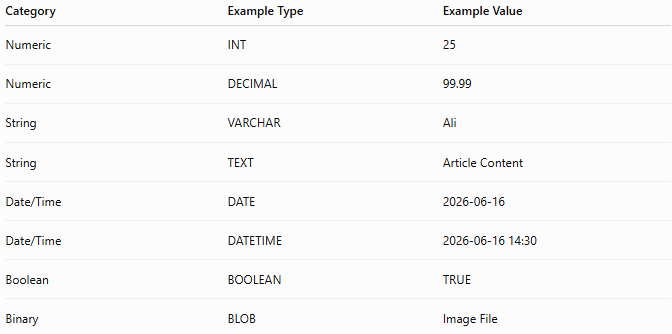 Category Example Type Example Value
Numeric INT 25
Numeric DECIMAL 99.99
String VARCHAR Ali
String TEXT Article Content
Date/Time DATE 2026-06-16
Date/Time DATETIME 2026-06-16 14:30
Boolean BOOLEAN TRUE
Binary BLOB Image File